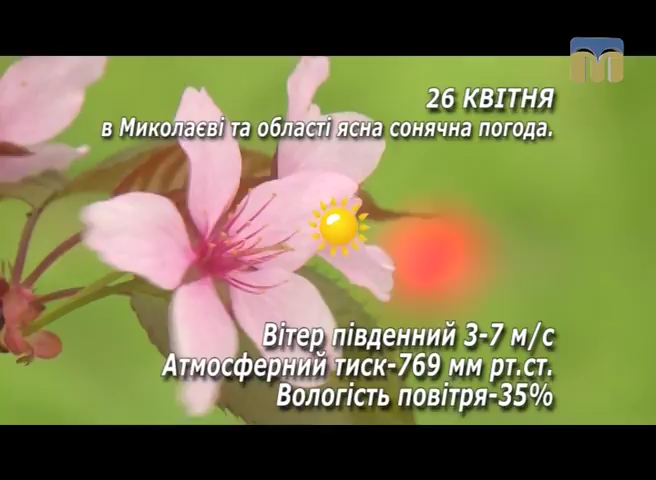 26 КВІТНЯ
в Миколаєві та області ясна сонячна погода.
Вітер південний 3-7 м/с
Атмосферний тиск-769 мм рт.ст.
Вологість повітря-35%